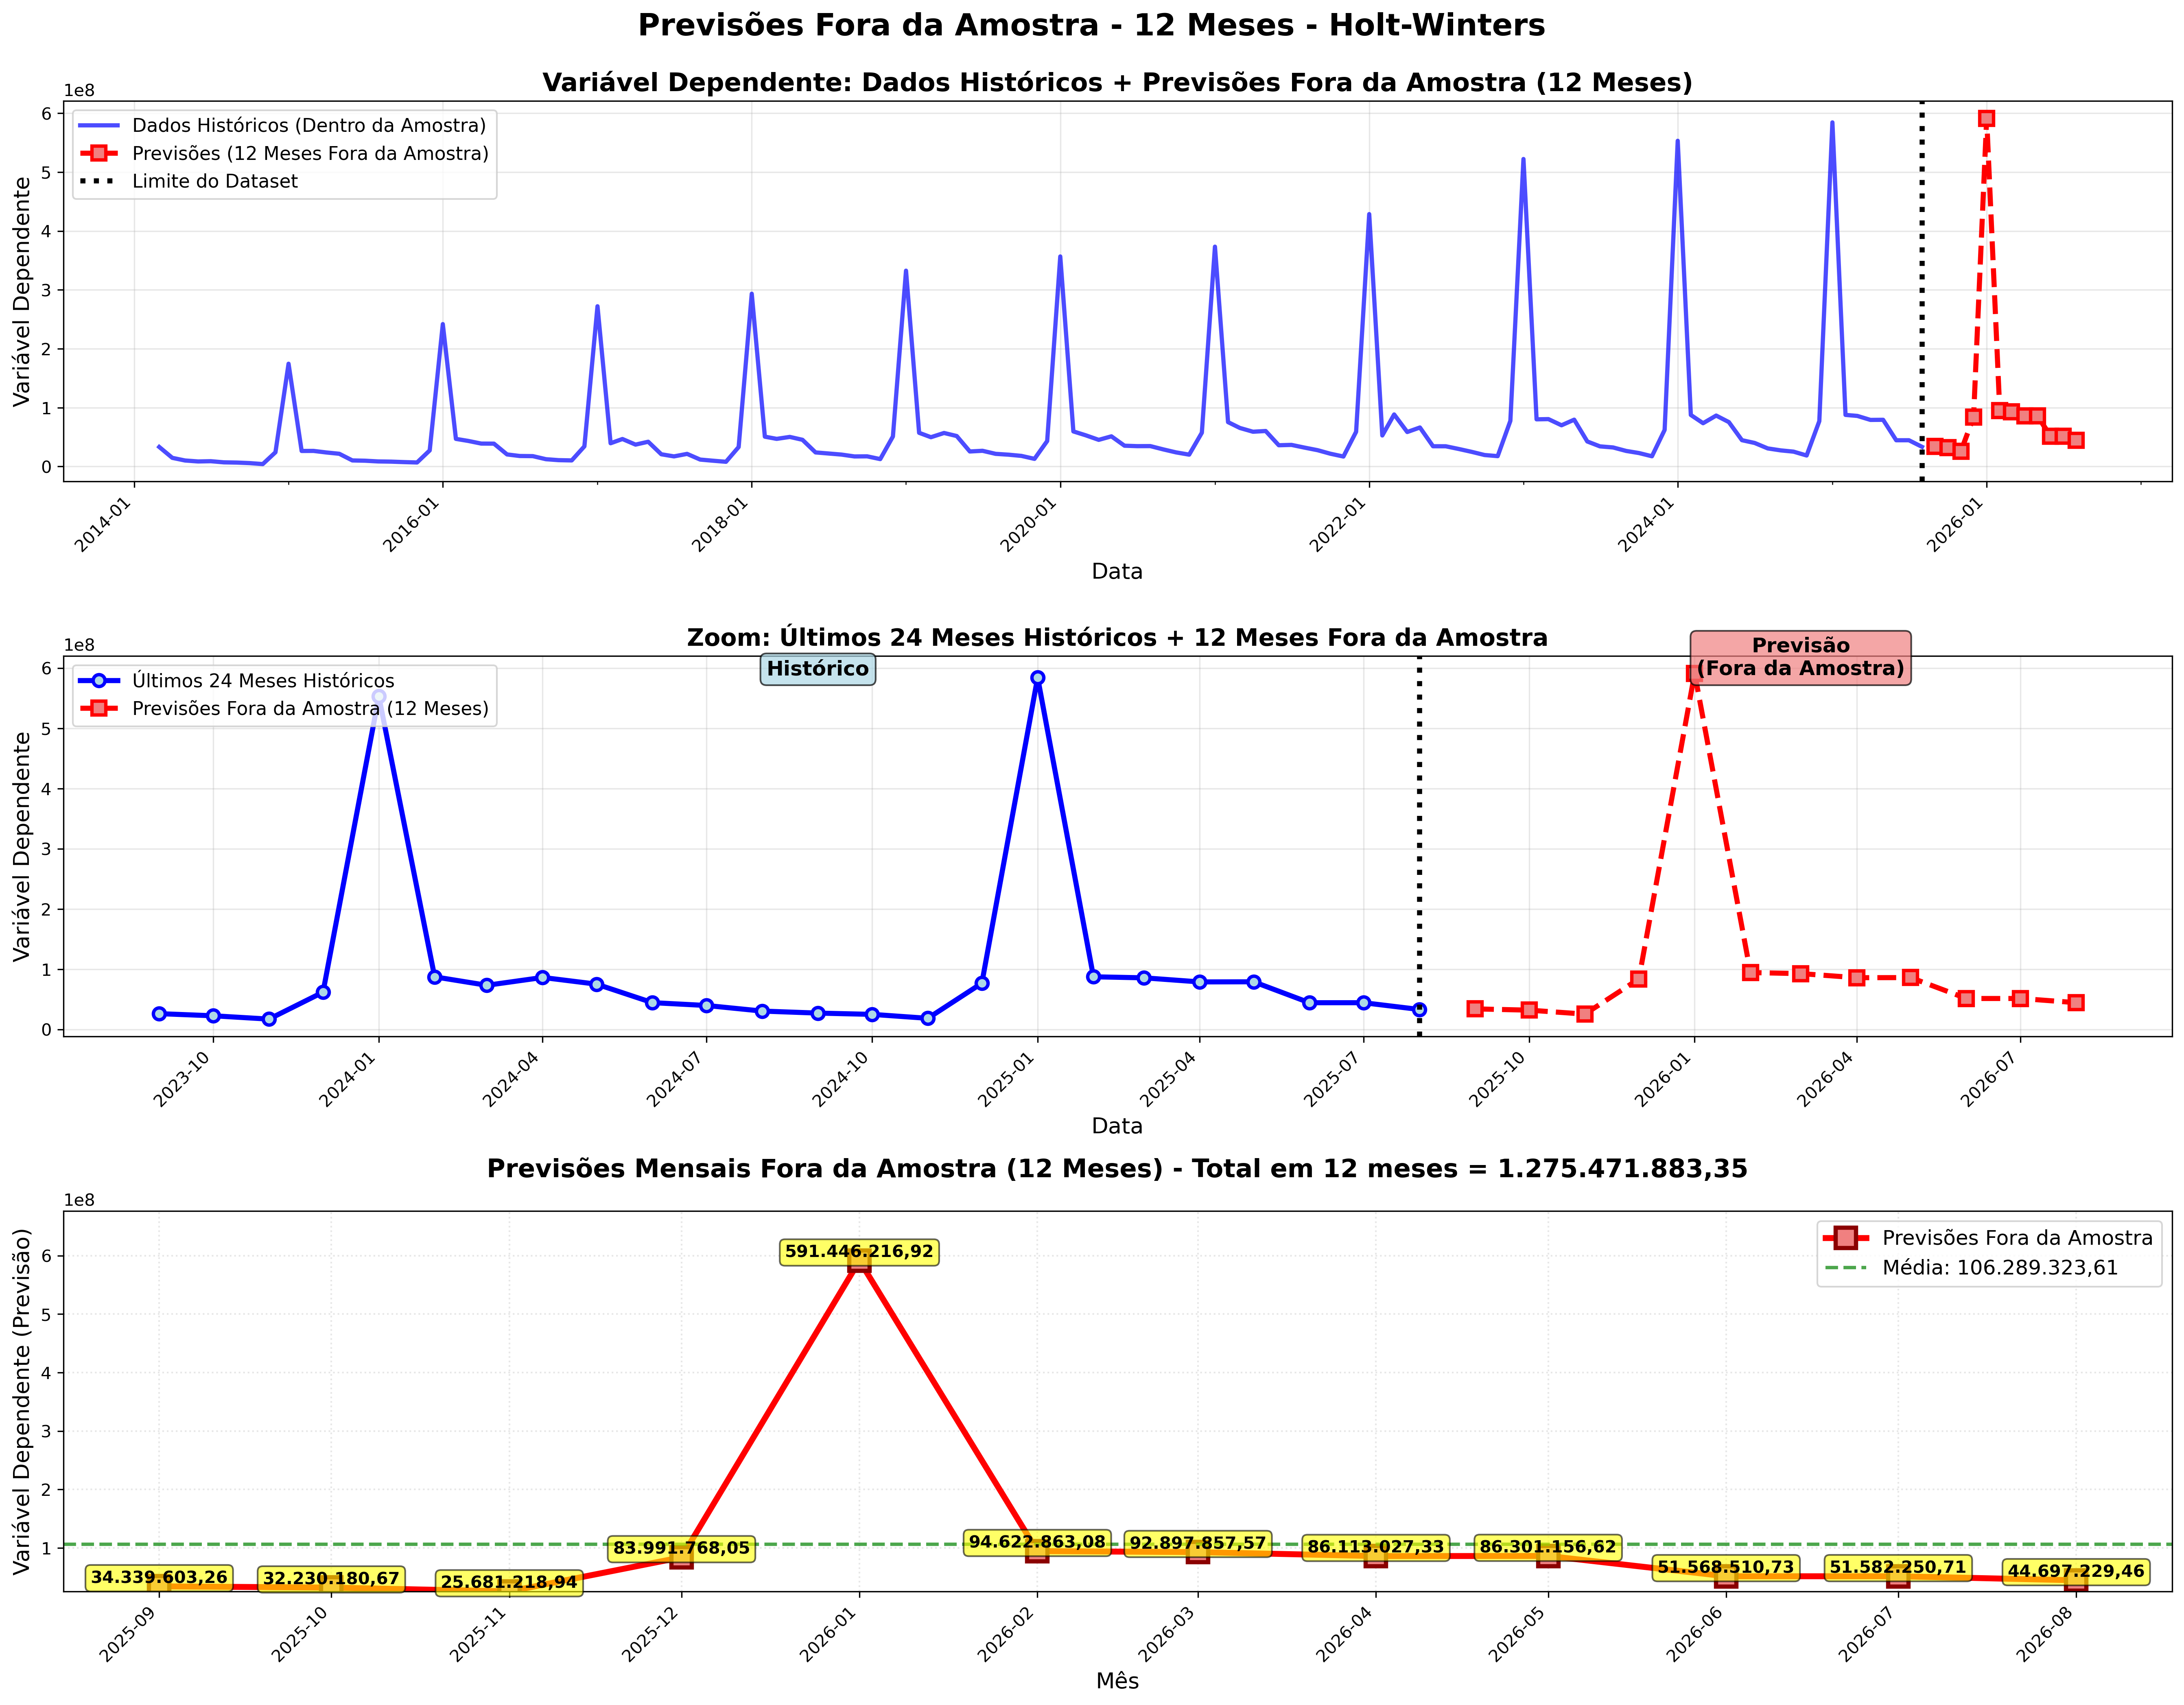 Previsões Fora da Amostra - 12 Meses - Holt-Winters
Variável Dependente: Dados Históricos + Previsões Fora da Amostra (12 Meses)
1e8
Variável Dependente
6
5
4
3
2
1
0
Dados Históricos (Dentro da Amostra)
Previsões (12 Meses Fora da Amostra)
Limite do Dataset
2014-01
2016-01
2018-01
2020-01
2022-01
2024-01
2026-01
Data
Zoom: Últimos 24 Meses Históricos + 12 Meses Fora da Amostra
1e8
Variável Dependente
6
5
4
3
2
1
0
Últimos 24 Meses Históricos
Previsões Fora da Amostra (12 Meses)
Histórico
Previsão
(Fora da Amostra)
2023-10
2024-01
2024-04
2024-07
2024-10
2025-01
2025-04
2025-07
2025-10
2026-01
2026-04
2026-07
Data
Previsões Mensais Fora da Amostra (12 Meses) - Total em 12 meses = 1.275.471.883,35
1e8
Variável Dependente (Previsão)
6
5
4
3
2
1
Previsões Fora da Amostra
Média: 106.289.323,61
34.339.603,26
32.230.180,67
25.681.218,94
83.991.768,05
591.446.216,92
94.622.863,08
92.897.857,57
86.113.027,33
86.301.156,62
51.568.510,73
51.582.250,71
44.697.229,46
2025-09
2025-10
2025-11
2025-12
2026-01
2026-02
2026-03
2026-04
2026-05
2026-06
2026-07
2026-08
Mês